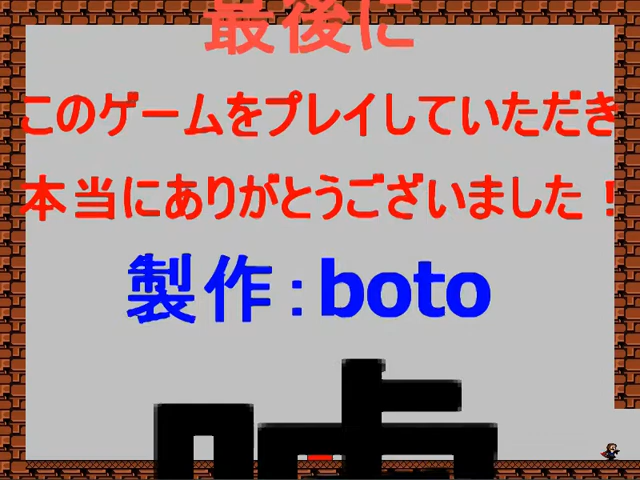 最後に
このゲームをプレイしていただき
本当にありがとうございました！
製作：boto